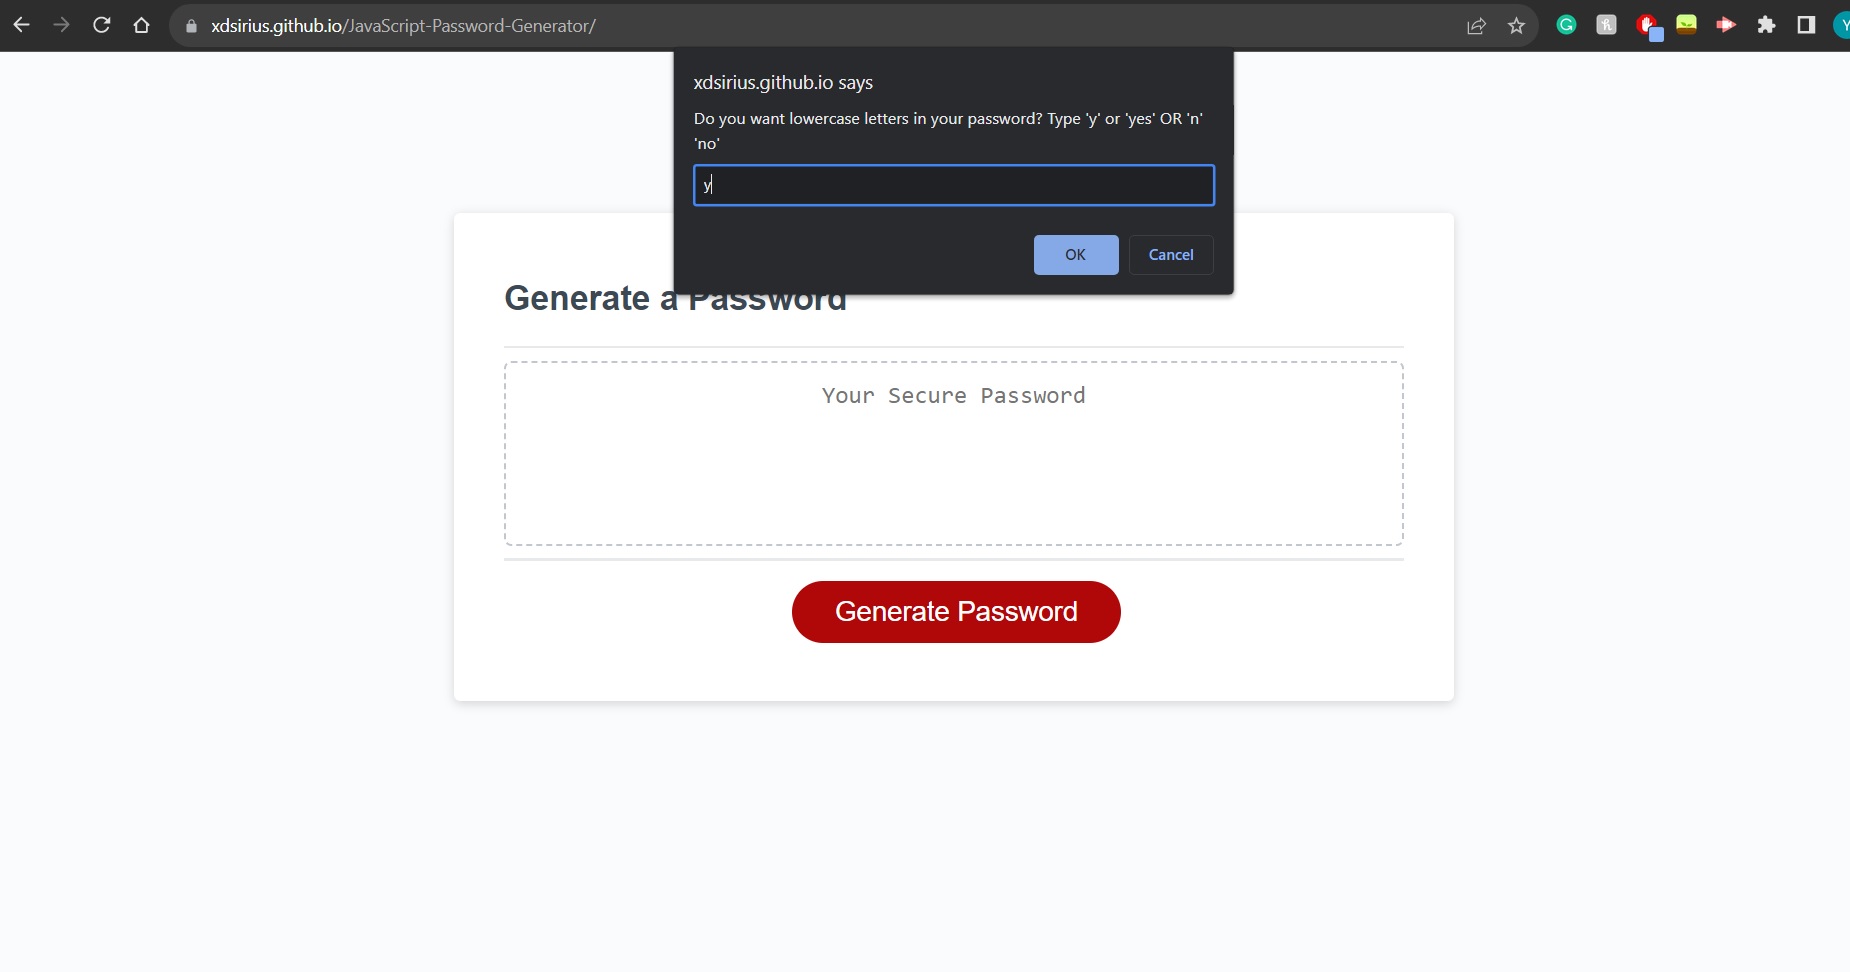 xdsirius.github.io/JavaScript-Password-Generator/
Y
xdsirius.github.io says
Do you want lowercase letters in your password? Type 'y' or 'yes' OR 'n'
'no'
y
OK Cancel
Generate a Password
Your Secure Password
Generate Password